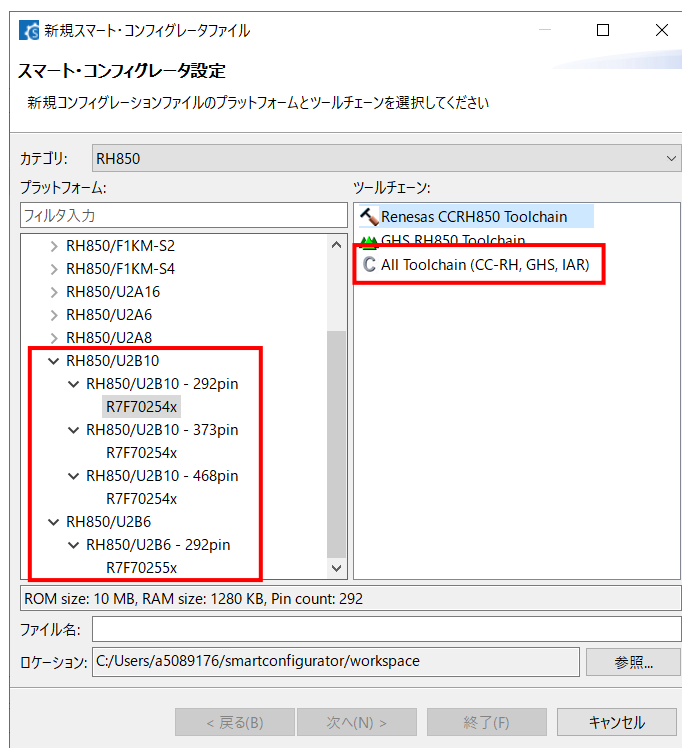 新規スマート・コンフィグレータファイル
スマート・コンフィグレータ設定
新規コンフィグレーションファイルのプラットフォームとツールチェーンを選択してください
カテゴリ:
RH850
プラットフォーム:
フィルタ入力
RH850/F1KM-S2
RH850/F1KM-S4
RH850/U2A16
RH850/U2A6
RH850/U2A8
RH850/U2B10
RH850/U2B10 - 292pin
R7F70254x
RH850/U2B10 - 373pin
R7F70254x
RH850/U2B10 - 468pin
R7F70254x
RH850/U2B6
RH850/U2B6 - 292pin
R7F70255x
ツールチェーン:
Renesas CCRH850 Toolchain
GHS RH850 Toolchain
All Toolchain (CC-RH, GHS, IAR)
ROM size: 10 MB, RAM size: 1280 KB, Pin count: 292
ファイル名:
ロケーション:
C:/Users/a5089176/smartconfigurator/workspace
参照...
< 戻る(B)
次へ(N) >
終了(F)
キャンセル